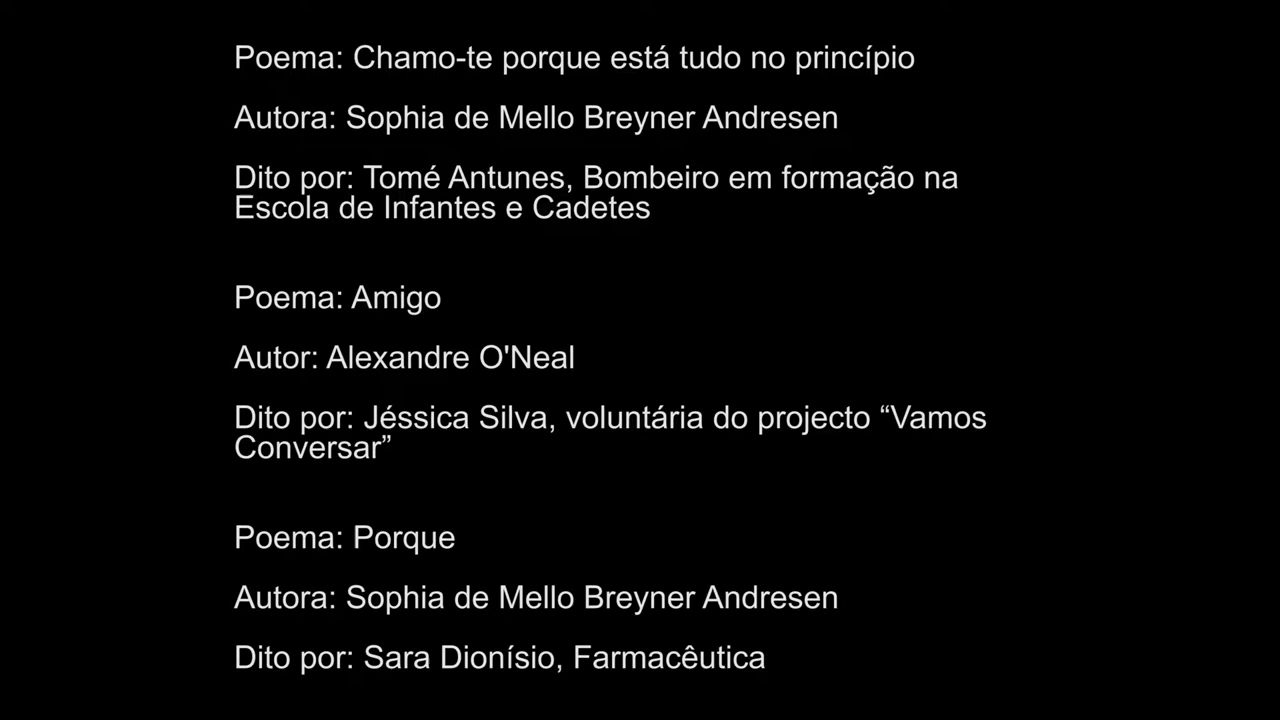 Poema: Chamo-te porque está tudo no princípio
Autora: Sophia de Mello Breyner Andresen
Dito por: Tomé Antunes, Bombeiro em formação na
Escola de Infantes e Cadetes
Poema: Amigo
Autor: Alexandre O'Neal
Dito por: Jéssica Silva, voluntária do projecto “Vamos
Conversar”
Poema: Porque
Autora: Sophia de Mello Breyner Andresen
Dito por: Sara Dionísio, Farmacêutica